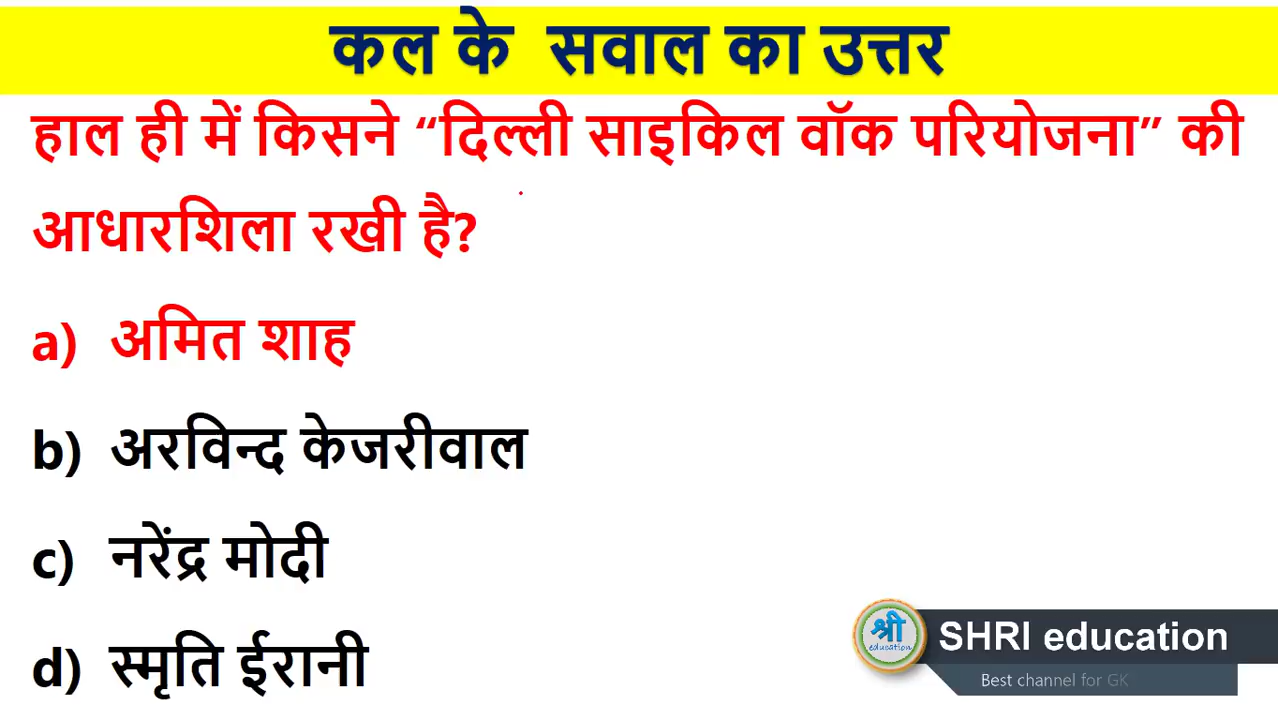 कल के सवाल का उत्तर
हाल ही में किसने “दिल्ली साइकिल वॉक परियोजना” की
आधारशिला रखी है?
a) अमित शाह
b) अरविन्द केजरीवाल
c) नरेंद्र मोदी
d) स्मृति ईरानी
श्री
education
SHRI education
Best channel for GK